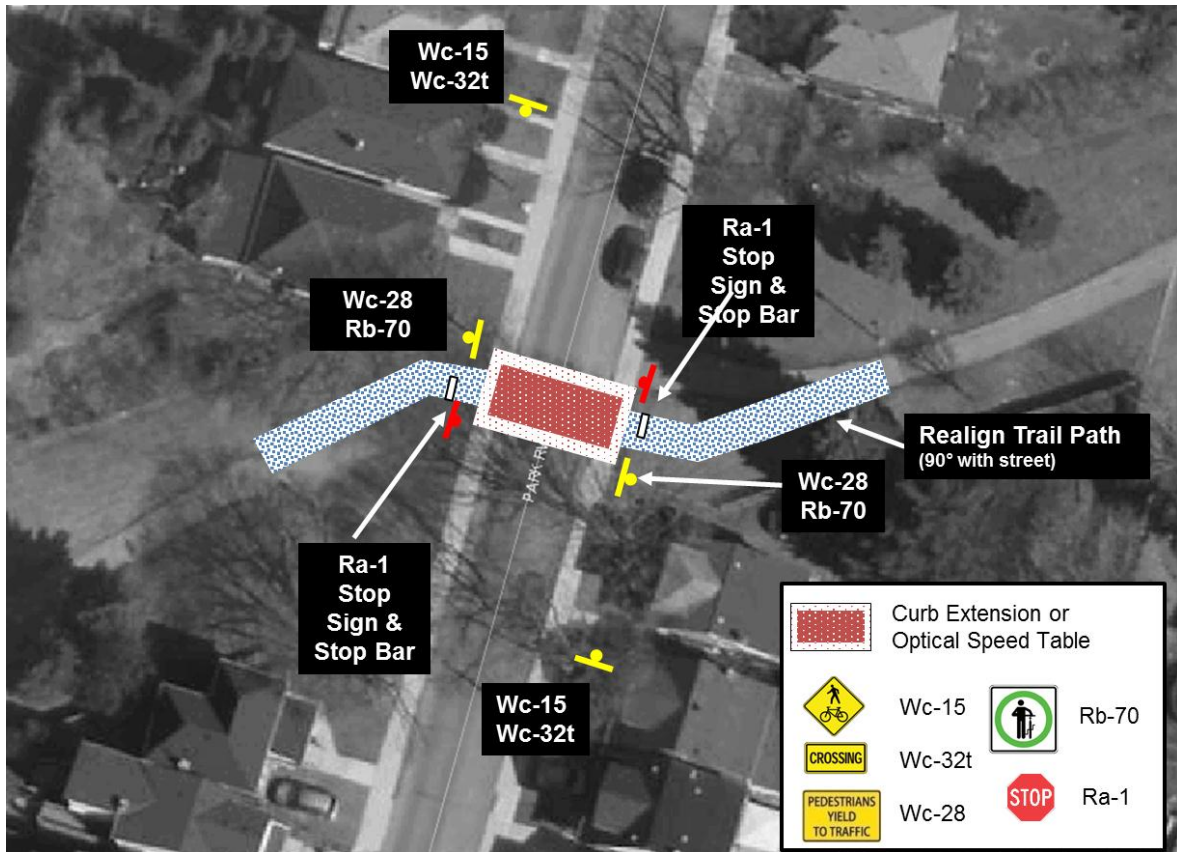 Wc-15
Wc-32t
Ra-1
Stop
Sign &
Stop Bar
Wc-28
Rb-70
Realign Trail Path
(90° with street)
Wc-28
Rb-70
Ra-1
Stop
Sign &
Stop Bar
Wc-15
Wc-32t
Curb Extension or
Optical Speed Table
Wc-15
Rb-70
CROSSING
Wc-32t
PEDESTRIANS
YIELD
TO TRAFFIC
Wc-28
STOP
Ra-1